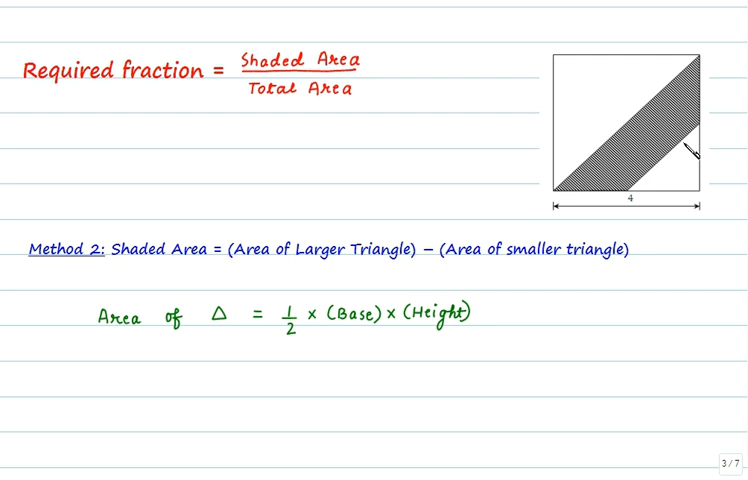 Required fraction = Shaded Area / Total Area
4
Method 2: Shaded Area = (Area of Larger Triangle) – (Area of smaller triangle)
Area of Δ = 1/2 × (Base) × (Height)
3 / 7